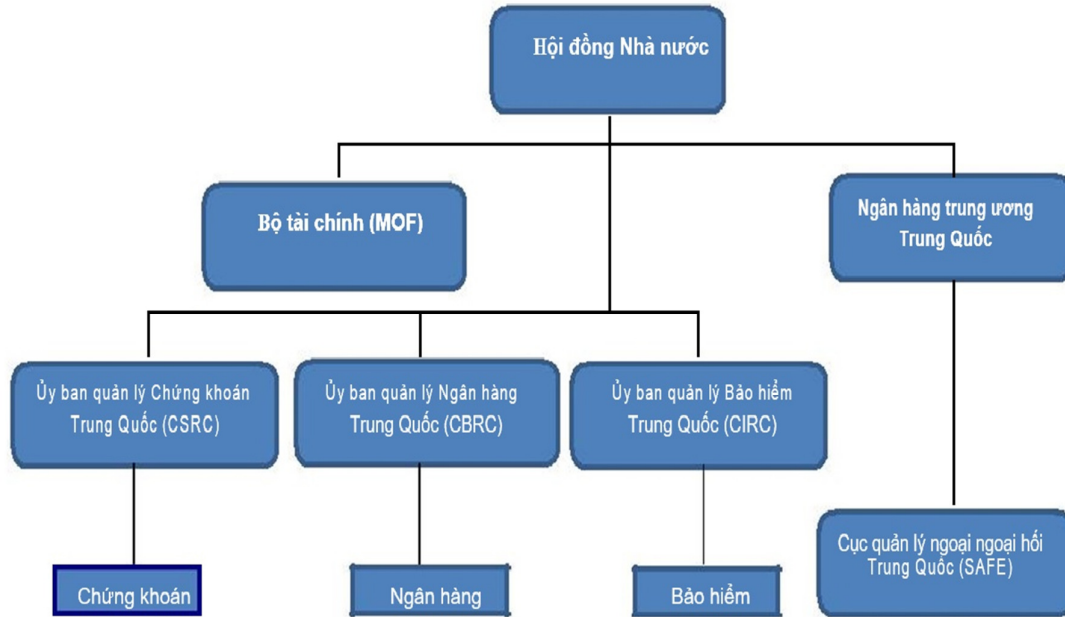 Hội đồng Nhà nước
Bộ tài chính (MOF)
Ngân hàng trung ương
Trung Quốc
Ủy ban quản lý Chứng khoán
Trung Quốc (CSRC)
Ủy ban quản lý Ngân hàng
Trung Quốc (CBRC)
Ủy ban quản lý Bảo hiểm
Trung Quốc (CIRC)
Cục quản lý ngoại ngoại hối
Trung Quốc (SAFE)
Chứng khoán
Ngân hàng
Bảo hiểm